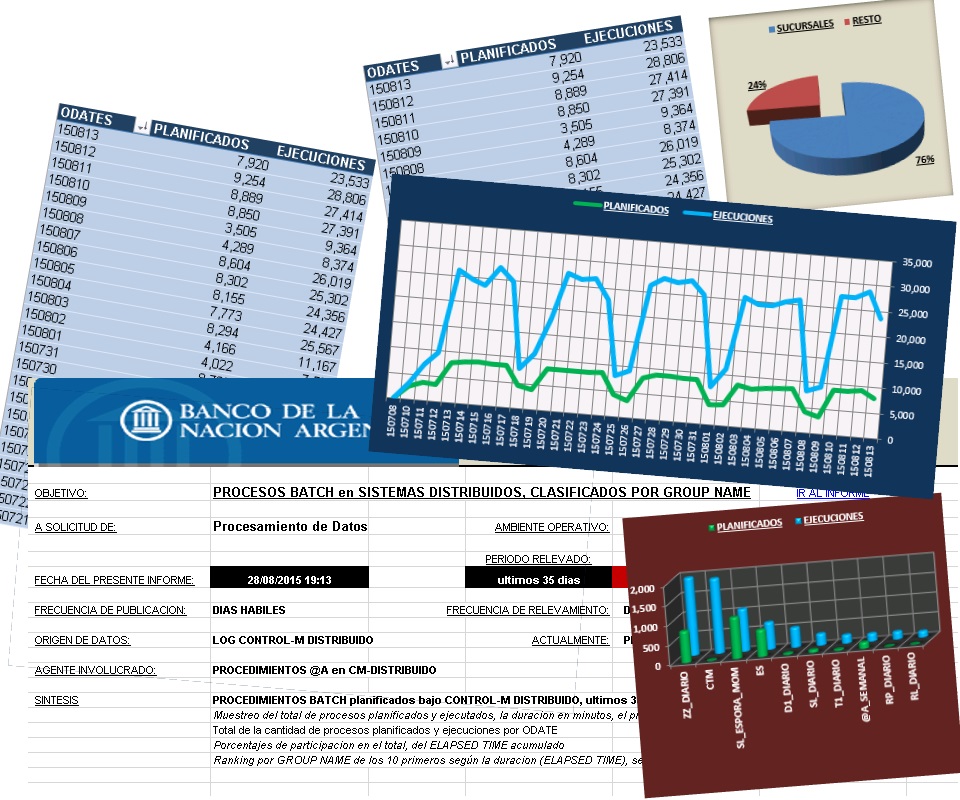 ODATES PLANIFICADOS EJECUCIONES
150813 7,920 23,533
150812 9,254 28,806
150811 8,889 27,414
150810 8,850 27,391
150809 3,505 9,364
150808 4,289 8,374
150807 8,604 26,019
150806 8,302 25,302
150805 8,155 24,356
150804 7,773 24,427
150803 8,294 25,567
150802 4,166 11,167
150801 4,022
150731
150730
ODATES PLANIFICADOS EJECUCIONES
150813 7,920 23,533
150812 9,254 28,806
150811 8,889 27,414
150810 8,850 27,391
150809 3,505 9,364
150808 4,289 8,374
8,604 26,019
8,302 25,302
24,356
24,427
SUCURSALES RESTO
24%
76%
PLANIFICADOS EJECUCIONES
35,000
30,000
25,000
20,000
15,000
10,000
5,000
0
150708 150710 150711 150712 150713 150714 150715 150716 150717 150718 150719 150720 150721 150722 150723 150724 150725 150726 150727 150728 150729 150730 150731 150801 150802 150803 150804 150805 150806 150807 150808 150809 150810 150811 150812 150813
BANCO DE LA
NACION ARGEN
OBJETIVO: PROCESOS BATCH en SISTEMAS DISTRIBUIDOS, CLASIFICADOS POR GROUP NAME IR AL INFORME
A SOLICITUD DE: Procesamiento de Datos AMBIENTE OPERATIVO:
PERIODO RELEVADO:
FECHA DEL PRESENTE INFORME: 28/08/2015 19:13 ultimos 35 dias
FRECUENCIA DE PUBLICACION: DIAS HABILES FRECUENCIA DE RELEVAMIENTO:
ORIGEN DE DATOS: LOG CONTROL-M DISTRIBUIDO ACTUALMENTE:
AGENTE INVOLUCRADO: PROCEDIMIENTOS @A en CM-DISTRIBUIDO
SINTESIS PROCEDIMIENTOS BATCH planificados bajo CONTROL-M DISTRIBUIDO, ultimos 3
Muestreo del total de procesos planificados y ejecutados, la duracion en minutos, el pr
Total de la cantidad de procesos planificados y ejecuciones por ODATE
Porcentajes de participacion en el total, del ELAPSED TIME acumulado
Ranking por GROUP NAME de los 10 primeros según la duracion (ELAPSED TIME), se
PLANIFICADOS EJECUCIONES
2,000
1,500
1,000
500
0
ZZ_DIARIO CTM SL_ESPORA_MOM ES D1_DIARIO SL_DIARIO T1_DIARIO @A_SEMANAL RP_DIARIO RL_DIARIO